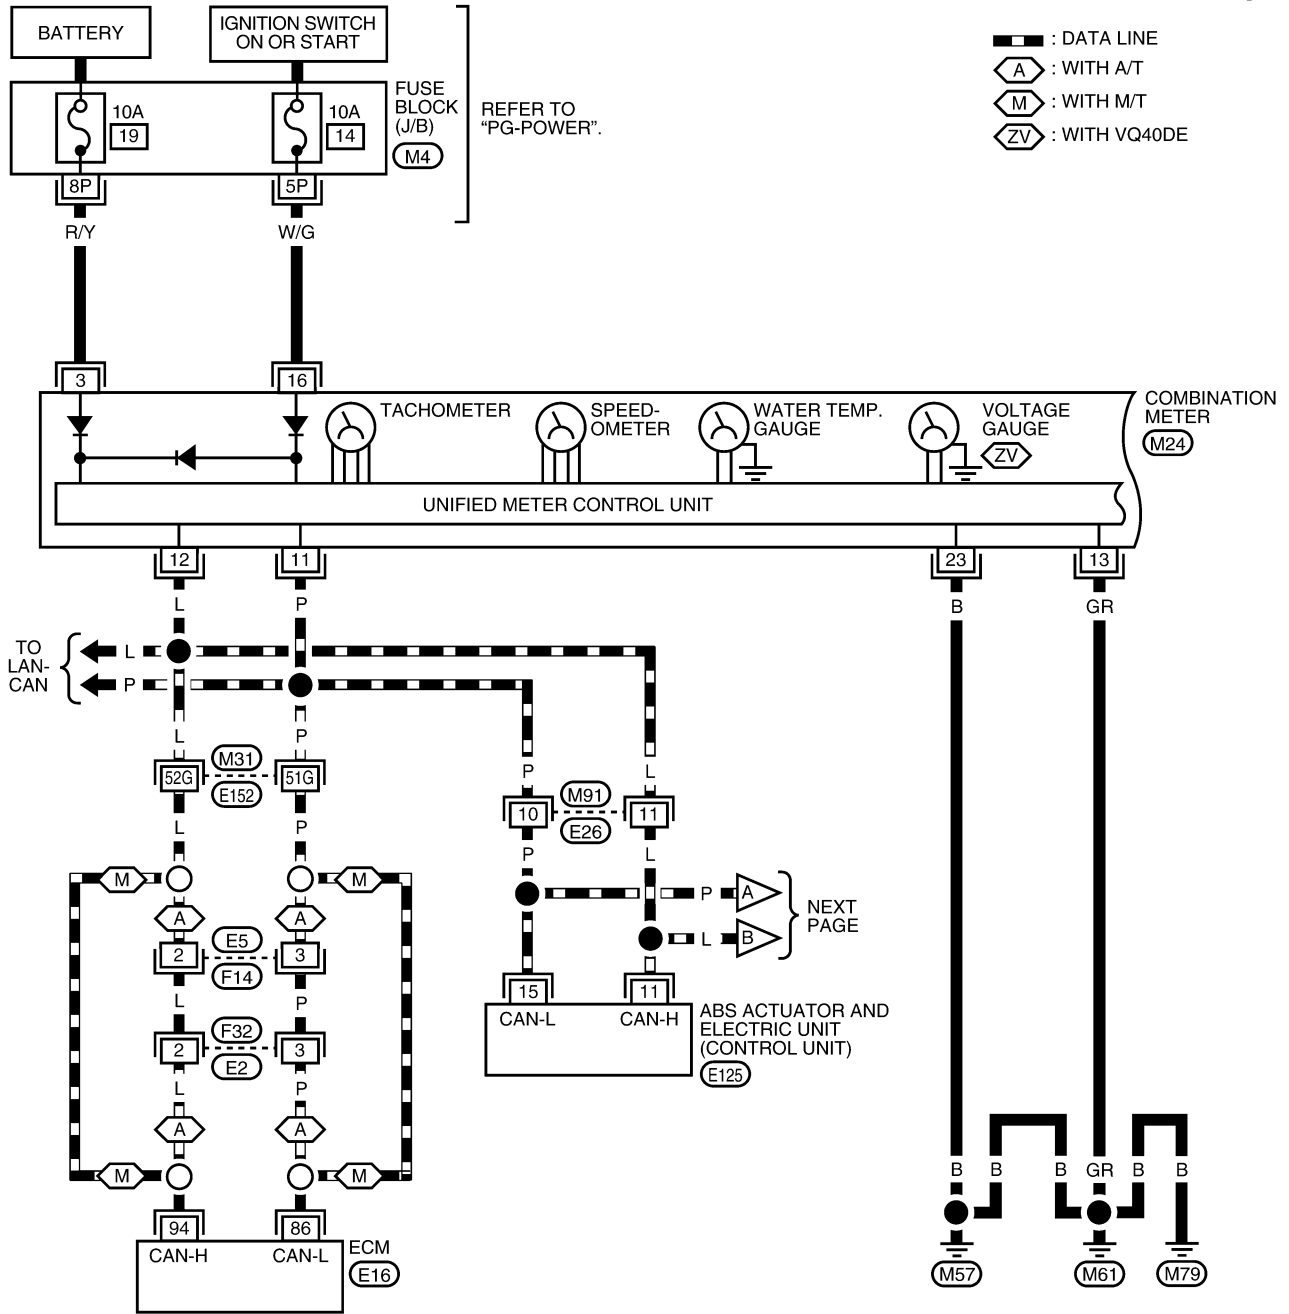 BATTERY
IGNITION SWITCH
ON OR START
: DATA LINE
A : WITH A/T
M : WITH M/T
ZV : WITH VQ40DE
10A
19
10A
14
FUSE
BLOCK
(J/B)
M4
REFER TO
“PG-POWER”.
8P
5P
R/Y
W/G
3
16
TACHOMETER
SPEED-
OMETER
WATER TEMP.
GAUGE
VOLTAGE
GAUGE
ZV
COMBINATION
METER
M24
UNIFIED METER CONTROL UNIT
12
11
23
13
L
P
B
GR
TO
LAN-
CAN
L
P
L
P
P
L
52G
M31
E152
51G
10
M91
E26
11
L
P
P
L
M
M
A
A
P
A
L
B
NEXT
PAGE
2
E5
F14
3
L
P
15
11
CAN-L
CAN-H
ABS ACTUATOR AND
ELECTRIC UNIT
(CONTROL UNIT)
E125
2
F32
E2
3
L
P
A
A
M
M
B
B
B
GR
B
B
94
86
CAN-H
CAN-L
ECM
E16
M57
M61
M79